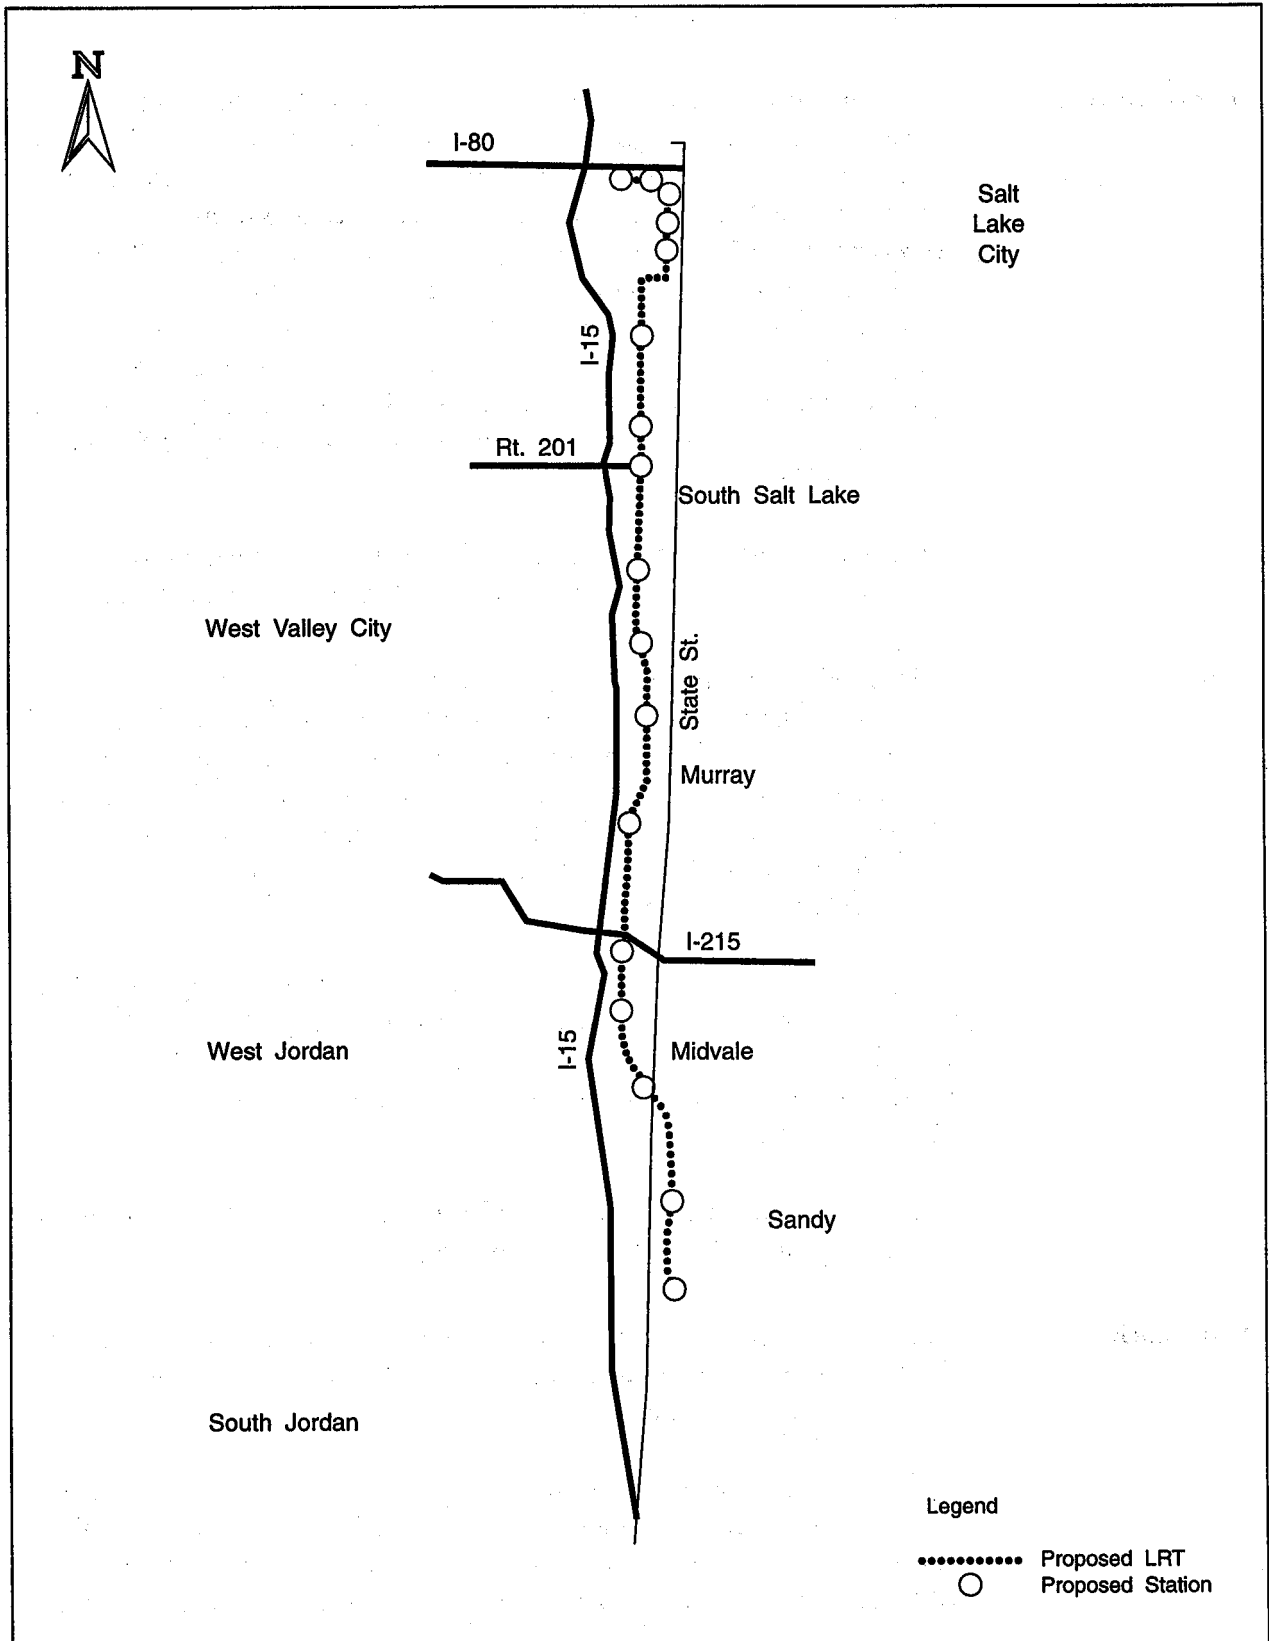 N
I-80
Salt
Lake
City
I-15
Rt. 201
South Salt Lake
West Valley City
State St.
Murray
I-215
West Jordan
I-15
Midvale
Sandy
South Jordan
Legend
Proposed LRT
Proposed Station